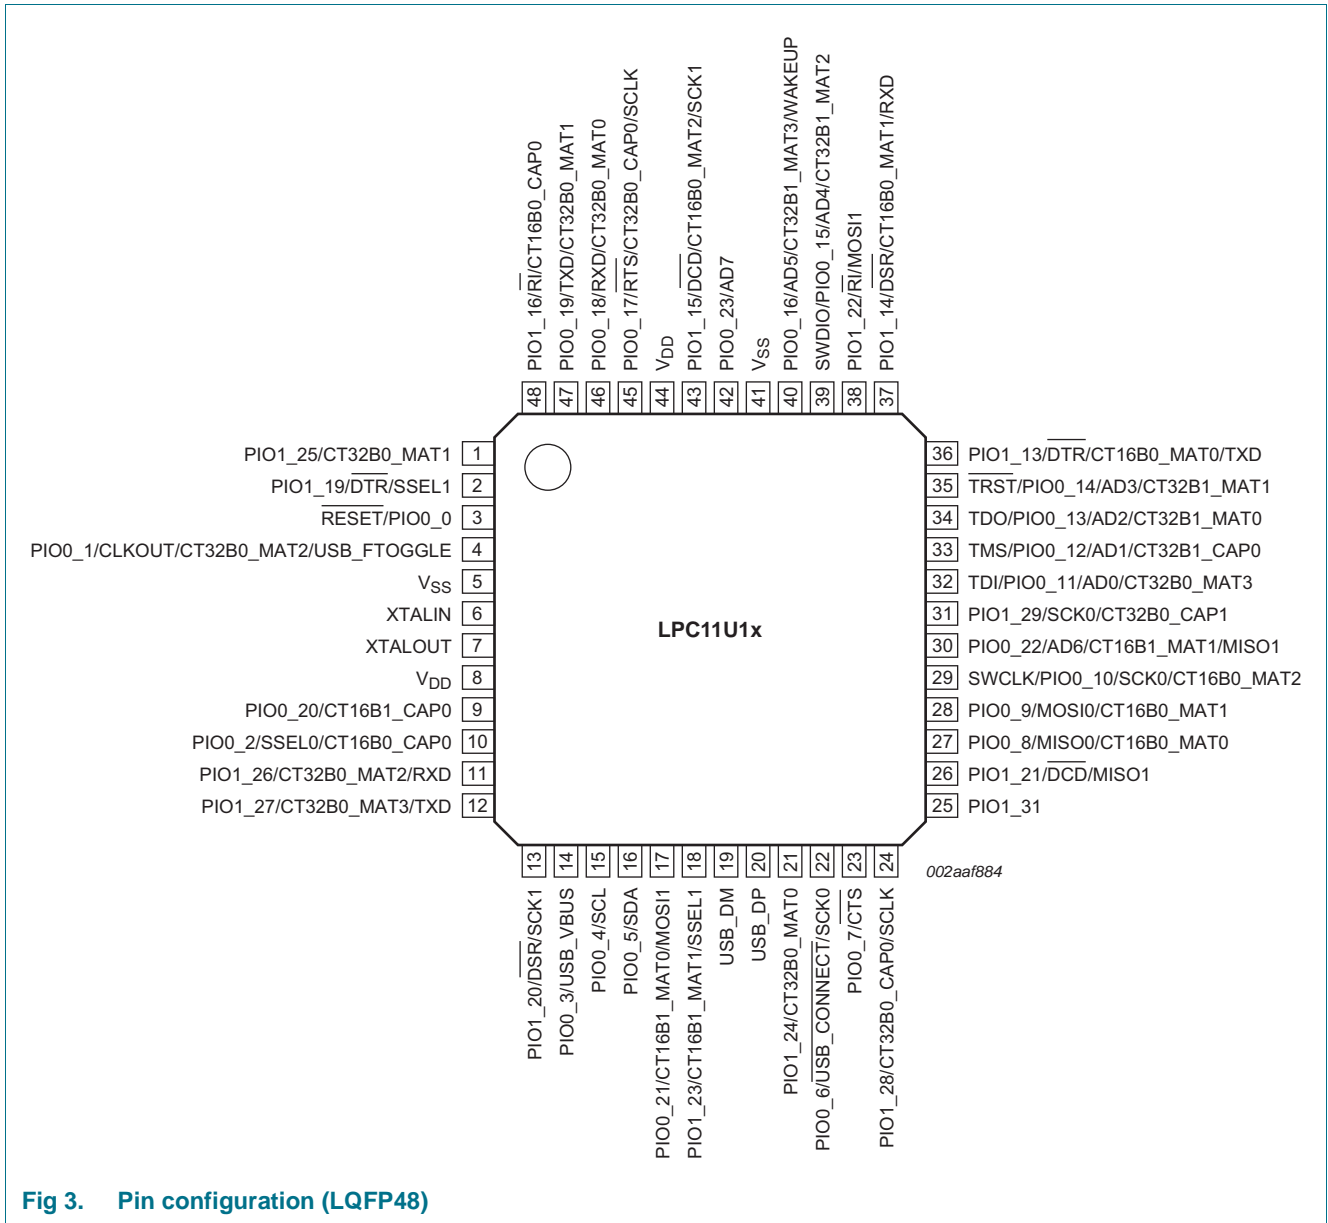 PIO1_16/RI/CT16B0_CAP0
PIO0_19/TXD/CT32B0_MAT1
PIO0_18/RXD/CT32B0_MAT0
PIO0_17/RTS/CT32B0_CAP0/SCLK
VDD
PIO1_15/DCD/CT16B0_MAT2/SCK1
PIO0_23/AD7
VSS
PIO0_16/AD5/CT32B1_MAT3/WAKEUP
SWDIO/PIO0_15/AD4/CT32B1_MAT2
PIO1_22/RI/MOSI1
PIO1_14/DSR/CT16B0_MAT1/RXD
48 47 46 45 44 43 42 41 40 39 38 37
PIO1_25/CT32B0_MAT1 1
PIO1_19/DTR/SSEL1 2
RESET/PIO0_0 3
PIO0_1/CLKOUT/CT32B0_MAT2/USB_FTOGGLE 4
VSS 5
XTALIN 6
XTALOUT 7
VDD 8
PIO0_20/CT16B1_CAP0 9
PIO0_2/SSEL0/CT16B0_CAP0 10
PIO1_26/CT32B0_MAT2/RXD 11
PIO1_27/CT32B0_MAT3/TXD 12
LPC11U1x
36 PIO1_13/DTR/CT16B0_MAT0/TXD
35 TRST/PIO0_14/AD3/CT32B1_MAT1
34 TDO/PIO0_13/AD2/CT32B1_MAT0
33 TMS/PIO0_12/AD1/CT32B1_CAP0
32 TDI/PIO0_11/AD0/CT32B0_MAT3
31 PIO1_29/SCK0/CT32B0_CAP1
30 PIO0_22/AD6/CT16B1_MAT1/MISO1
29 SWCLK/PIO0_10/SCK0/CT16B0_MAT2
28 PIO0_9/MOSI0/CT16B0_MAT1
27 PIO0_8/MISO0/CT16B0_MAT0
26 PIO1_21/DCD/MISO1
25 PIO1_31
13 14 15 16 17 18 19 20 21 22 23 24
PIO1_20/DSR/SCK1
PIO0_3/USB_VBUS
PIO0_4/SCL
PIO0_5/SDA
PIO0_21/CT16B1_MAT0/MOSI1
PIO1_23/CT16B1_MAT1/SSEL1
USB_DM
USB_DP
PIO1_24/CT32B0_MAT0
PIO0_6/USB_CONNECT/SCK0
PIO0_7/CTS
PIO1_28/CT32B0_CAP0/SCLK
002aaf884
Fig 3. Pin configuration (LQFP48)